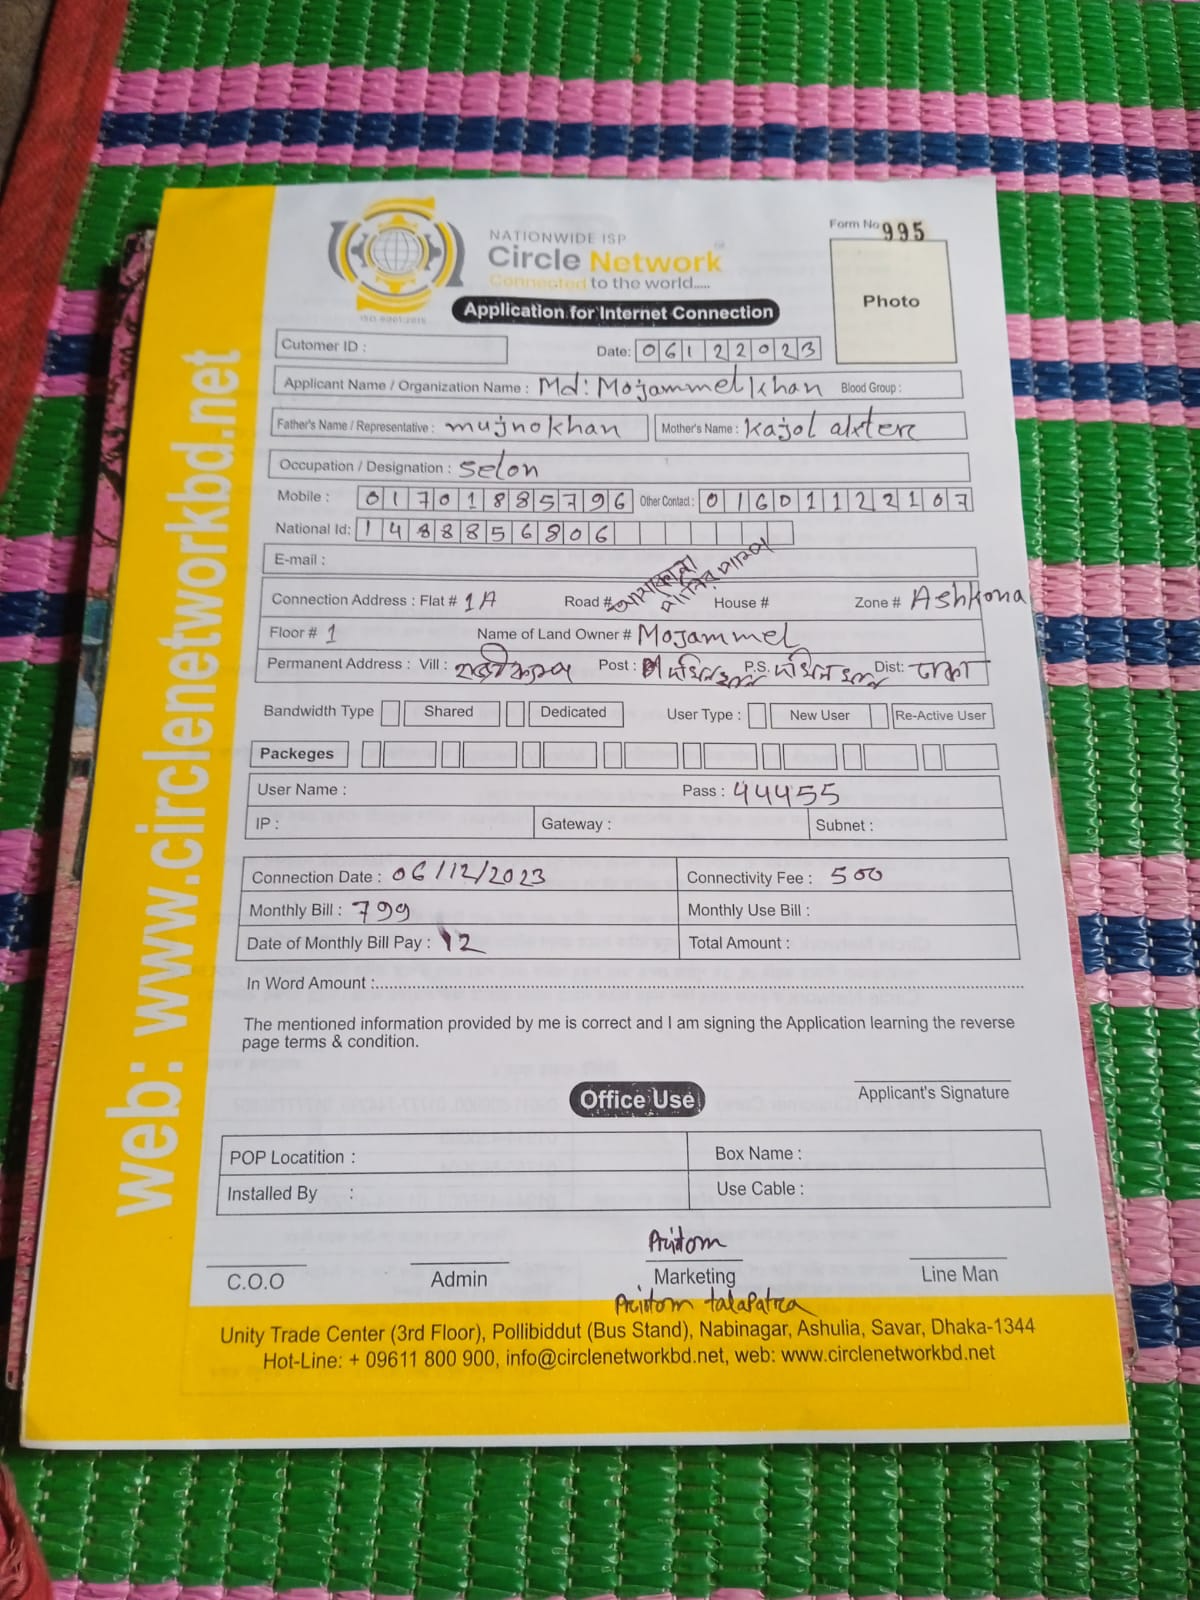 NATIONWIDE ISP
Circle Network
Connected to the world.....
ISO 9001:2015
Form No 995
Photo
Application for Internet Connection
Cutomer ID :
Date: 06122023
Applicant Name / Organization Name : Md: Mojammel khan Blood Group :
Father's Name / Representative : mujno khan Mother's Name : Kajol akter
Occupation / Designation : Selon
Mobile : 01701885796 Other Contact : 01601122107
National Id: 1488856806
E-mail :
Connection Address : Flat # 1A Road # House # Zone # Ashkona
Floor # 1 Name of Land Owner # Mojammel
Permanent Address : Vill : Post : P.S. Dist: ঢাকা
Bandwidth Type Shared Dedicated User Type : New User Re-Active User
Packeges
User Name : Pass : 44455
IP : Gateway : Subnet :
Connection Date : 06/12/2023 Connectivity Fee : 500
Monthly Bill : 799 Monthly Use Bill :
Date of Monthly Bill Pay : 12 Total Amount :
In Word Amount :
The mentioned information provided by me is correct and I am signing the Application learning the reverse
page terms & condition.
Applicant's Signature
Office Use
POP Locatition : Box Name :
Installed By : Use Cable :
Pritom
C.O.O Admin Marketing Line Man
Pritom talapatra
Unity Trade Center (3rd Floor), Pollibiddut (Bus Stand), Nabinagar, Ashulia, Savar, Dhaka-1344
Hot-Line: + 09611 800 900, info@circlenetworkbd.net, web: www.circlenetworkbd.net
web: www.circlenetworkbd.net